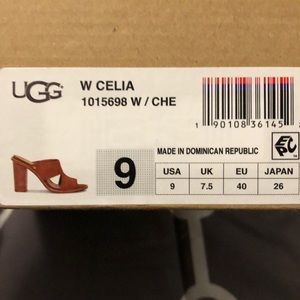 UGG
W CELIA
1015698 W / CHE
1 90108 36145
9
MADE IN DOMINICAN REPUBLIC
USA UK EU JAPAN
9 7.5 40 26